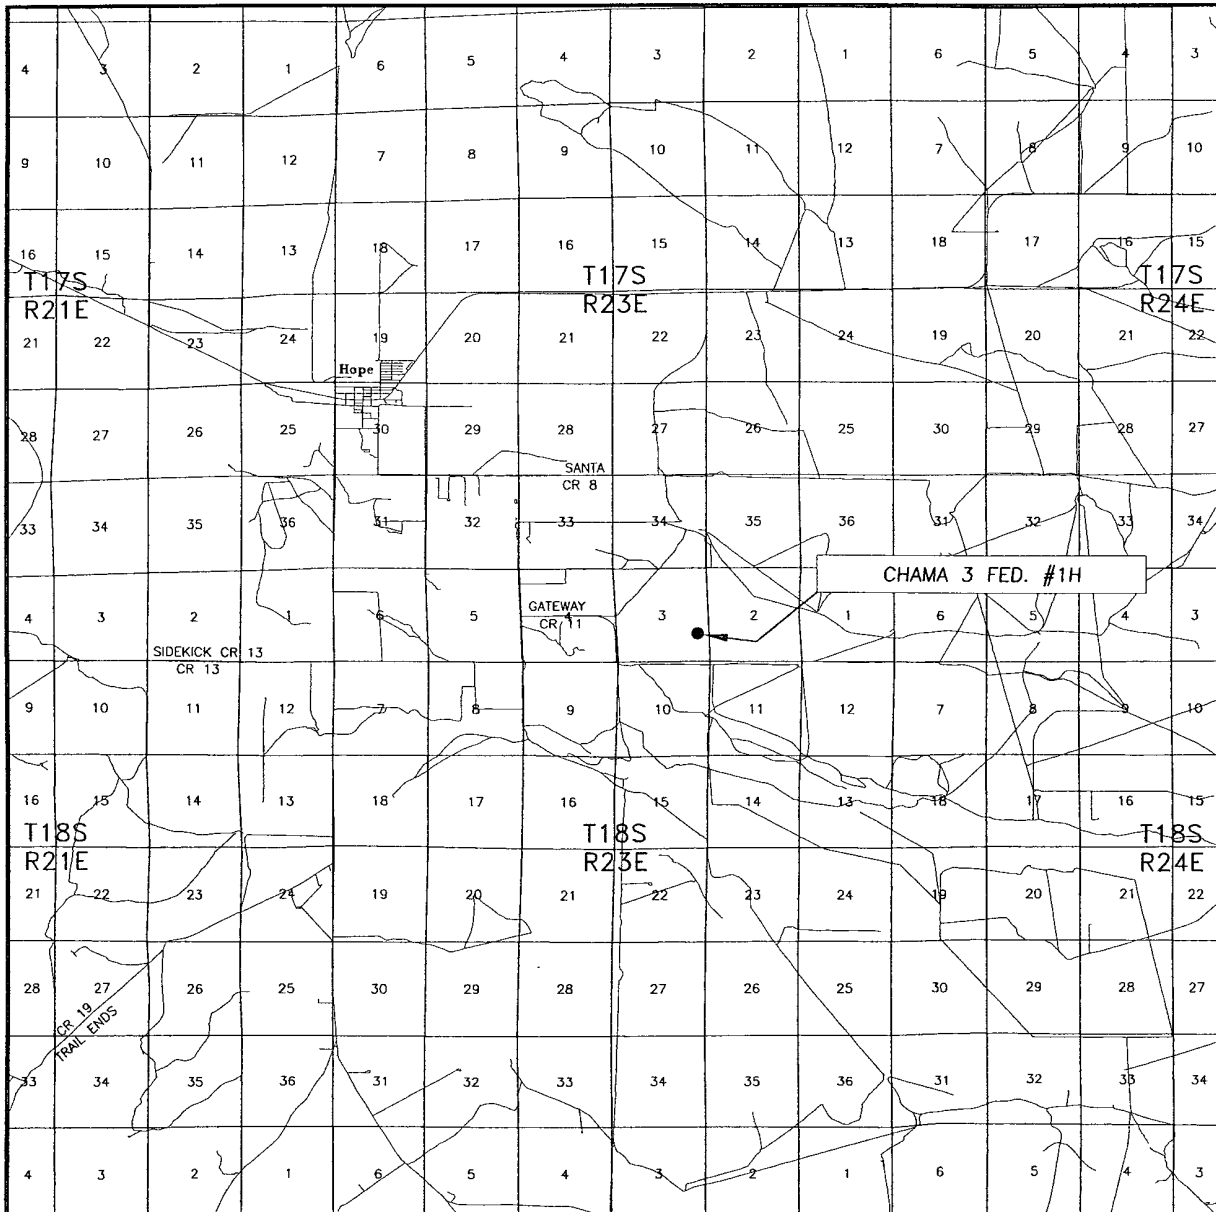 4 3 2 1 6 5 4 3 2 1 6 5 4 3
9 10 11 12 7 8 9 10 11 12 7 8 9 10
16 15 14 13 18 17 16 15 14 13 18 17 16 15
T17S T17S T17S
R21E R23E R24E
21 22 23 24 19 20 21 22 23 24 19 20 21 22
Hope
28 27 26 25 30 29 28 27 26 25 30 29 28 27
SANTA
CR 8
33 34 35 36 31 32 33 34 35 36 31 32 33 34
CHAMA 3 FED. #1H
GATEWAY
4 3 2 1 6 5 4 3 2 1 6 5 4 3
CR 11
SIDEKICK CR 13
CR 13
9 10 11 12 7 8 9 10 11 12 7 8 9 10
16 15 14 13 18 17 16 15 14 13 18 17 16 15
T18S T18S T18S
R21E R23E R24E
21 22 23 24 19 20 21 22 23 24 19 20 21 22
28 27 26 25 30 29 28 27 26 25 30 29 28 27
CR 19
TRAIL ENDS
33 34 35 36 31 32 33 34 35 36 31 32 33 34
4 3 2 1 6 5 4 3 2 1 6 5 4 3